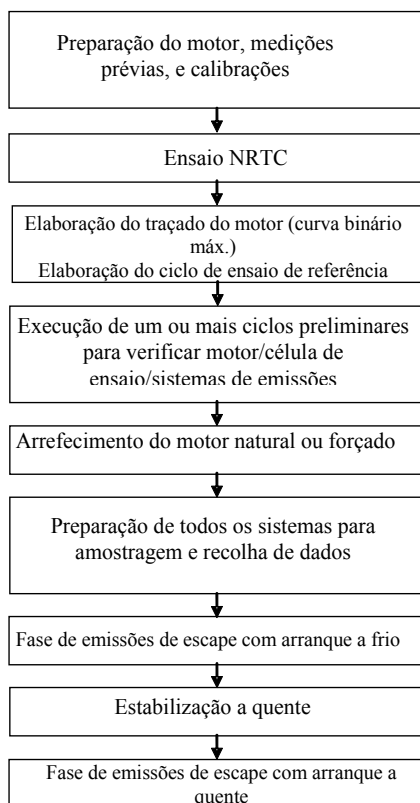 Preparação do motor, medições
prévias, e calibrações
Ensaio NRTC
Elaboração do traçado do motor (curva binário
máx.)
Elaboração do ciclo de ensaio de referência
Execução de um ou mais ciclos preliminares
para verificar motor/célula de
ensaio/sistemas de emissões
Arrefecimento do motor natural ou forçado
Preparação de todos os sistemas para
amostragem e recolha de dados
Fase de emissões de escape com arranque a frio
Estabilização a quente
Fase de emissões de escape com arranque a
quente